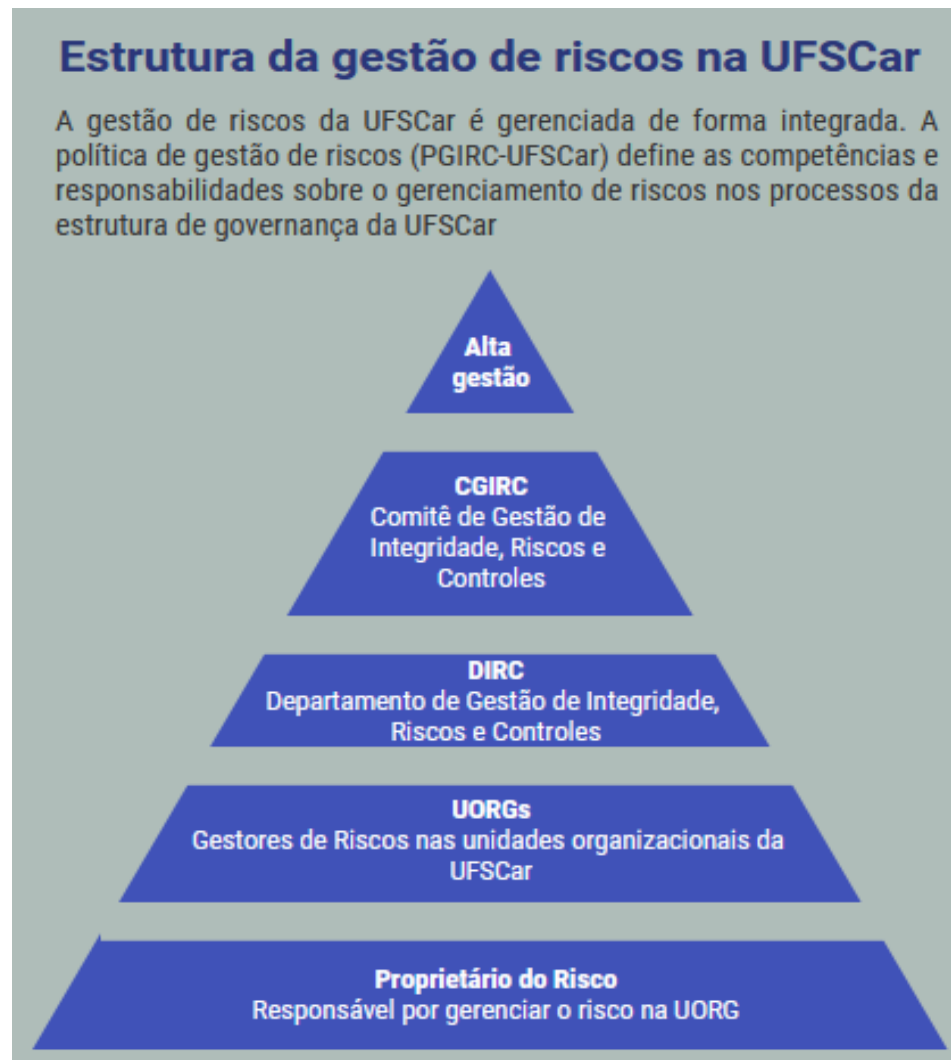 Estrutura da gestão de riscos na UFSCar
A gestão de riscos da UFSCar é gerenciada de forma integrada. A
política de gestão de riscos (PGIRC-UFSCar) define as competências e
responsabilidades sobre o gerenciamento de riscos nos processos da
estrutura de governança da UFSCar
Alta
gestão
CGIRC
Comitê de Gestão de
Integridade, Riscos e
Controles
DIRC
Departamento de Gestão de Integridade,
Riscos e Controles
UORGs
Gestores de Riscos nas unidades organizacionais da
UFSCar
Proprietário do Risco
Responsável por gerenciar o risco na UORG